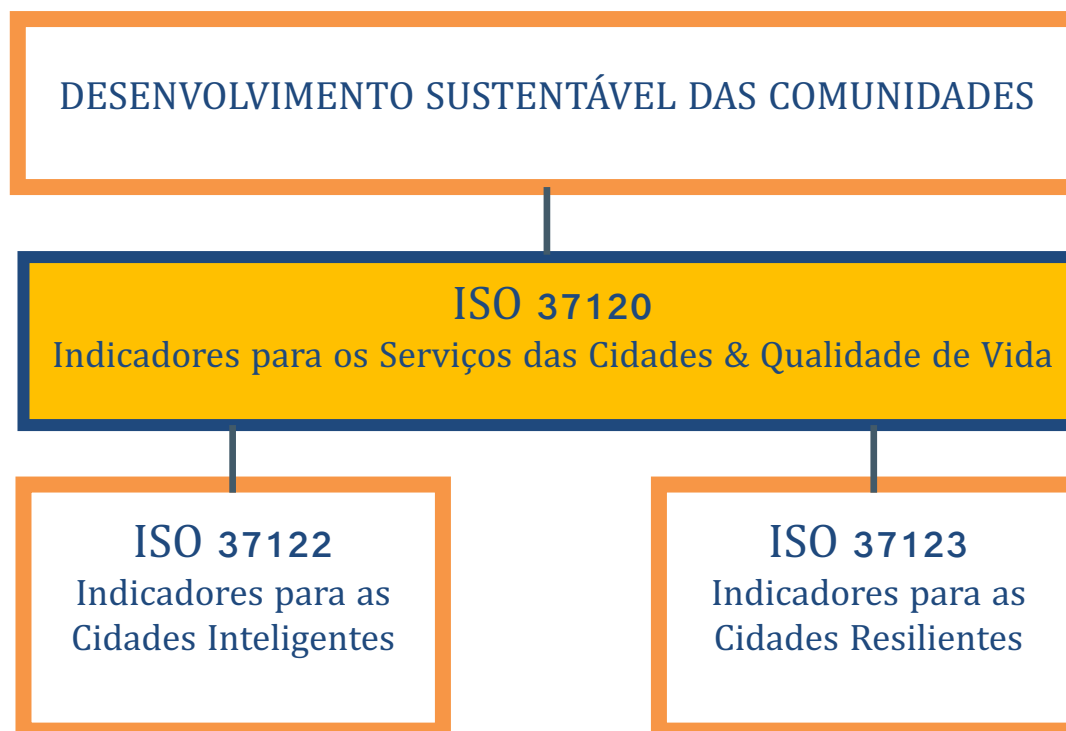 DESENVOLVIMENTO SUSTENTÁVEL DAS COMUNIDADES
ISO 37120
Indicadores para os Serviços das Cidades & Qualidade de Vida
ISO 37122
Indicadores para as
Cidades Inteligentes
ISO 37123
Indicadores para as
Cidades Resilientes